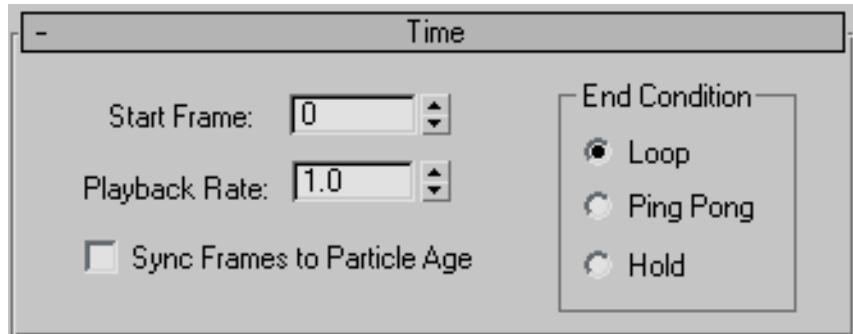 - Time
Start Frame: 0
Playback Rate: 1.0
Sync Frames to Particle Age
End Condition
Loop
Ping Pong
Hold